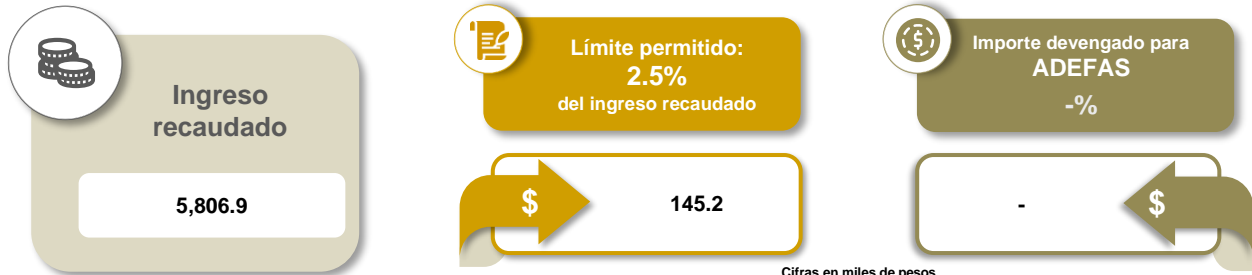 Ingreso
recaudado
5,806.9
Límite permitido:
2.5%
del ingreso recaudado
$
145.2
Importe devengado para
ADEFAS
-%
-
$
Cifras en miles de pesos